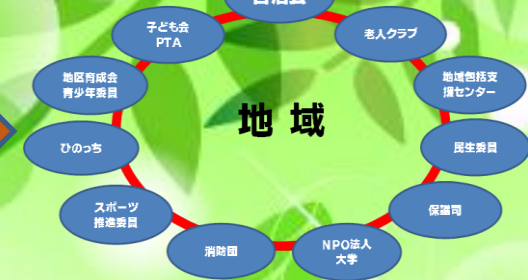 自治会
子ども会
PTA
老人クラブ
地区育成会
青少年委員
地域包括支
援センター
地域
ひのっち
民生委員
スポーツ
推進委員
保護司
消防団
NPO法人
大学